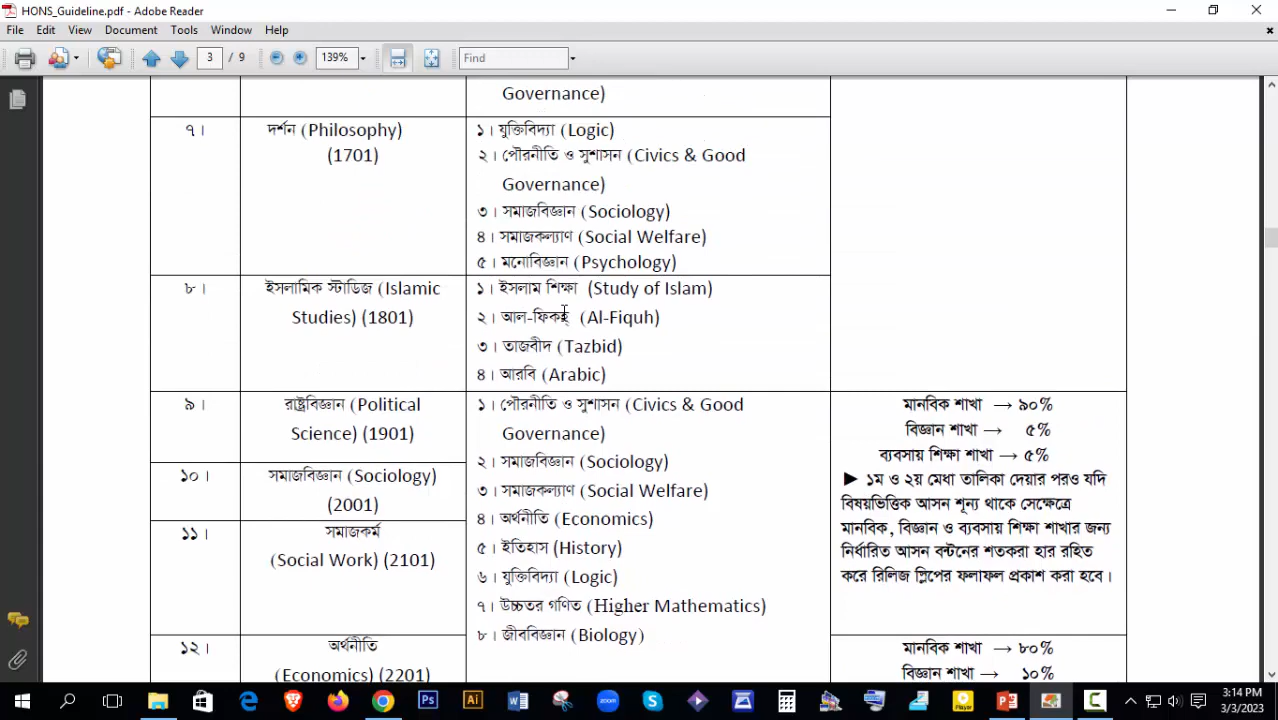 HONS_Guideline.pdf - Adobe Reader
File Edit View Document Tools Window Help
3 / 9 139% Find
Governance)
৭। দর্শন (Philosophy) (1701)
১। যুক্তিবিদ্যা (Logic)
২। পৌরনীতি ও সুশাসন (Civics & Good
Governance)
৩। সমাজবিজ্ঞান (Sociology)
৪। সমাজকল্যাণ (Social Welfare)
৫। মনোবিজ্ঞান (Psychology)
৮। ইসলামিক স্টাডিজ (Islamic
Studies) (1801)
১। ইসলাম শিক্ষা (Study of Islam)
২। আল-ফিকহ (Al-Fiquh)
৩। তাজবীদ (Tazbid)
৪। আরবি (Arabic)
৯। রাষ্ট্রবিজ্ঞান (Political
Science) (1901)
১০। সমাজবিজ্ঞান (Sociology)
(2001)
১১। সমাজকর্ম
(Social Work) (2101)
১২। অর্থনীতি
(Economics) (2201)
১। পৌরনীতি ও সুশাসন (Civics & Good
Governance)
২। সমাজবিজ্ঞান (Sociology)
৩। সমাজকল্যাণ (Social Welfare)
৪। অর্থনীতি (Economics)
৫। ইতিহাস (History)
৬। যুক্তিবিদ্যা (Logic)
৭। উচ্চতর গণিত (Higher Mathematics)
৮। জীববিজ্ঞান (Biology)
মানবিক শাখা → ৯০%
বিজ্ঞান শাখা → ৫%
ব্যবসায় শিক্ষা শাখা → ৫%
► ১ম ও ২য় মেধা তালিকা দেয়ার পরও যদি
বিষয়ভিত্তিক আসন শূন্য থাকে সেক্ষেত্রে
মানবিক, বিজ্ঞান ও ব্যবসায় শিক্ষা শাখার জন্য
নির্ধারিত আসন বন্টনের শতকরা হার রহিত
করে রিলিজ স্লিপের ফলাফল প্রকাশ করা হবে।
মানবিক শাখা → ৮০%
বিজ্ঞান শাখা → ১০%
3:14 PM
3/3/2023